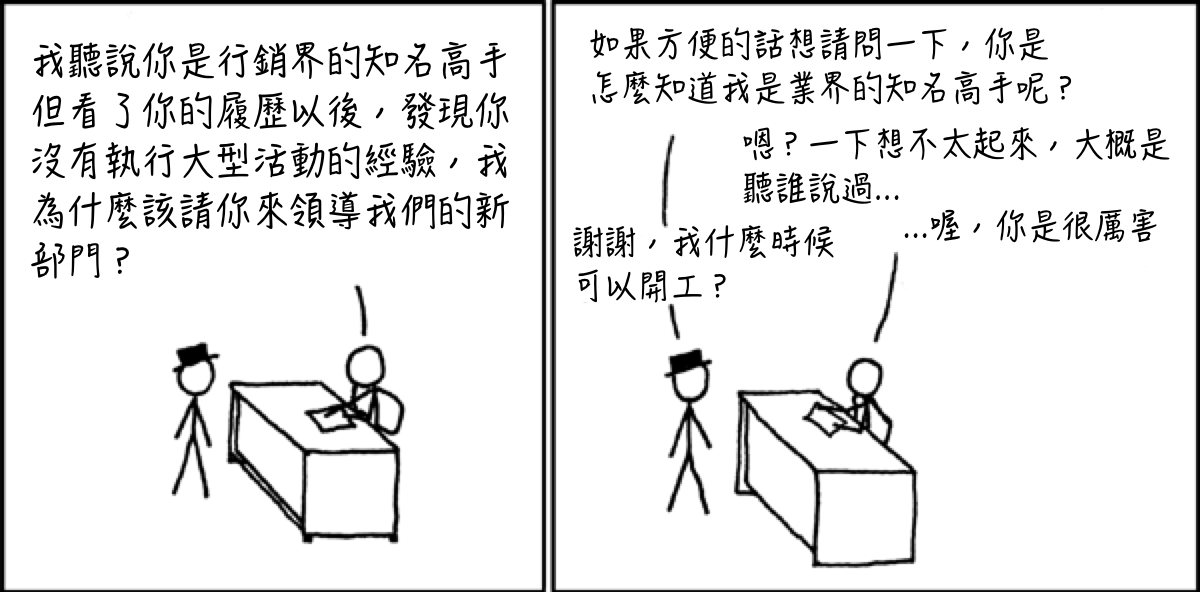 我聽說你是行銷界的知名高手
但看了你的履歷以後，發現你
沒有執行大型活動的經驗，我
為什麼該請你來領導我們的新
部門？
如果方便的話想請問一下，你是
怎麼知道我是業界的知名高手呢？
嗯？一下想不太起來，大概是
聽誰說過...
...喔，你是很厲害
謝謝，我什麼時候
可以開工？